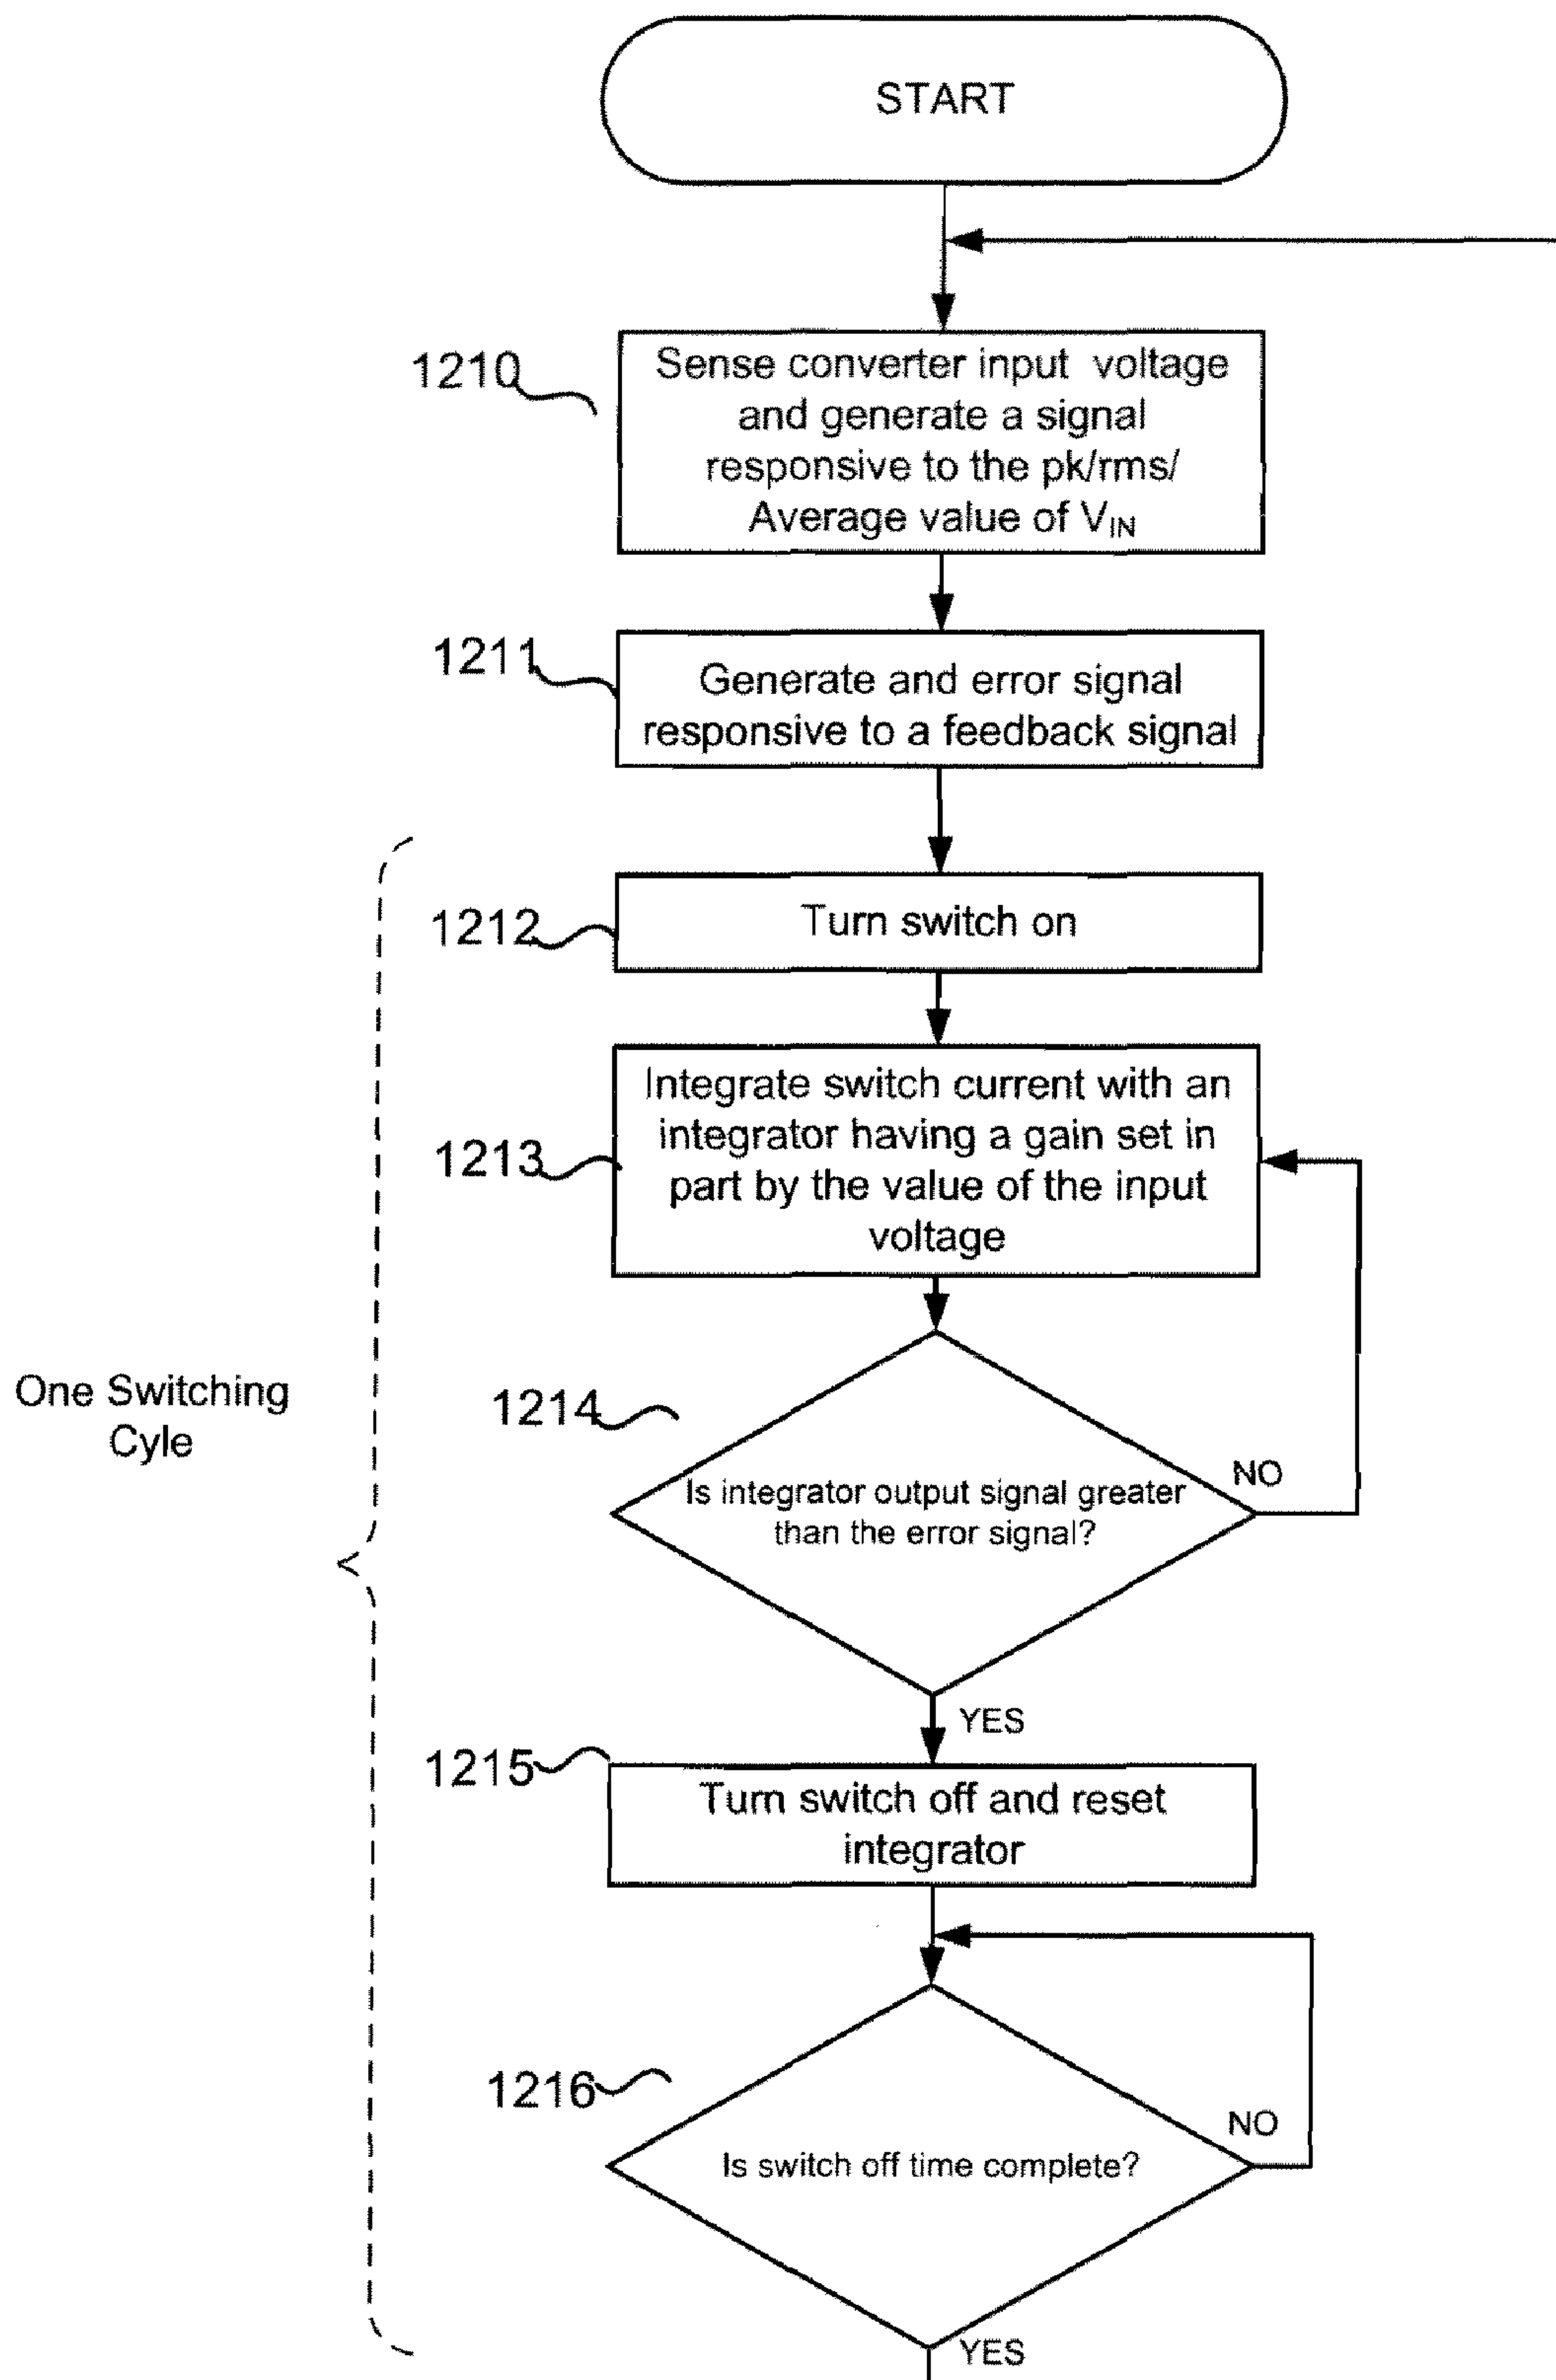 START
1210
Sense converter input voltage
and generate a signal
responsive to the pk/rms/
Average value of VIN
1211
Generate and error signal
responsive to a feedback signal
1212
Turn switch on
1213
Integrate switch current with an
integrator having a gain set in
part by the value of the input
voltage
One Switching
Cyle
1214
Is integrator output signal greater
than the error signal?
NO
YES
1215
Turn switch off and reset
integrator
1216
Is switch off time complete?
NO
YES